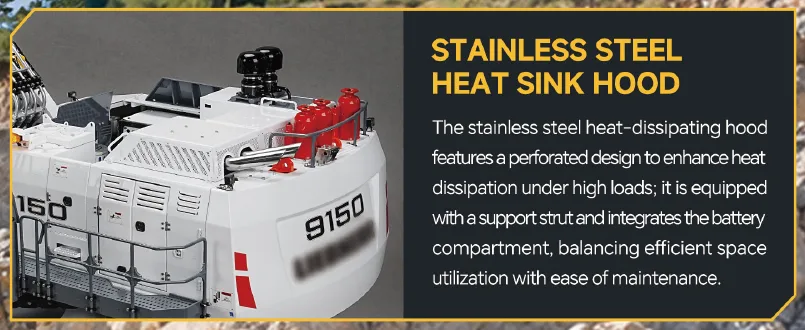 STAINLESS STEEL
HEAT SINK HOOD
The stainless steel heat-dissipating hood
features a perforated design to enhance heat
dissipation under high loads; it is equipped
with a support strut and integrates the battery
compartment, balancing efficient space
utilization with ease of maintenance.
150
9150